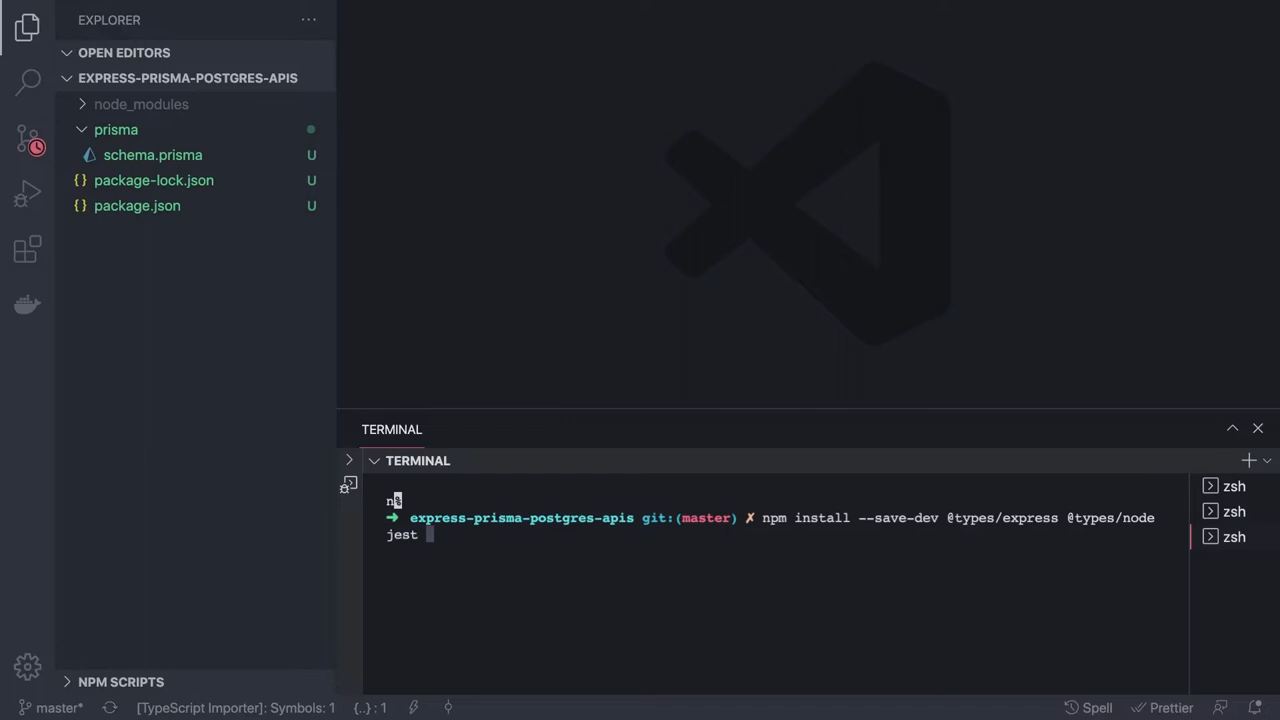 EXPLORER
OPEN EDITORS
EXPRESS-PRISMA-POSTGRES-APIS
node_modules
prisma
schema.prisma U
{} package-lock.json U
{} package.json U
TERMINAL
TERMINAL
n%
➜ express-prisma-postgres-apis git:(master) ✗ npm install --save-dev @types/express @types/node
jest
zsh
zsh
zsh
NPM SCRIPTS
master* [TypeScript Importer]: Symbols: 1 {..} : 1 Spell Prettier